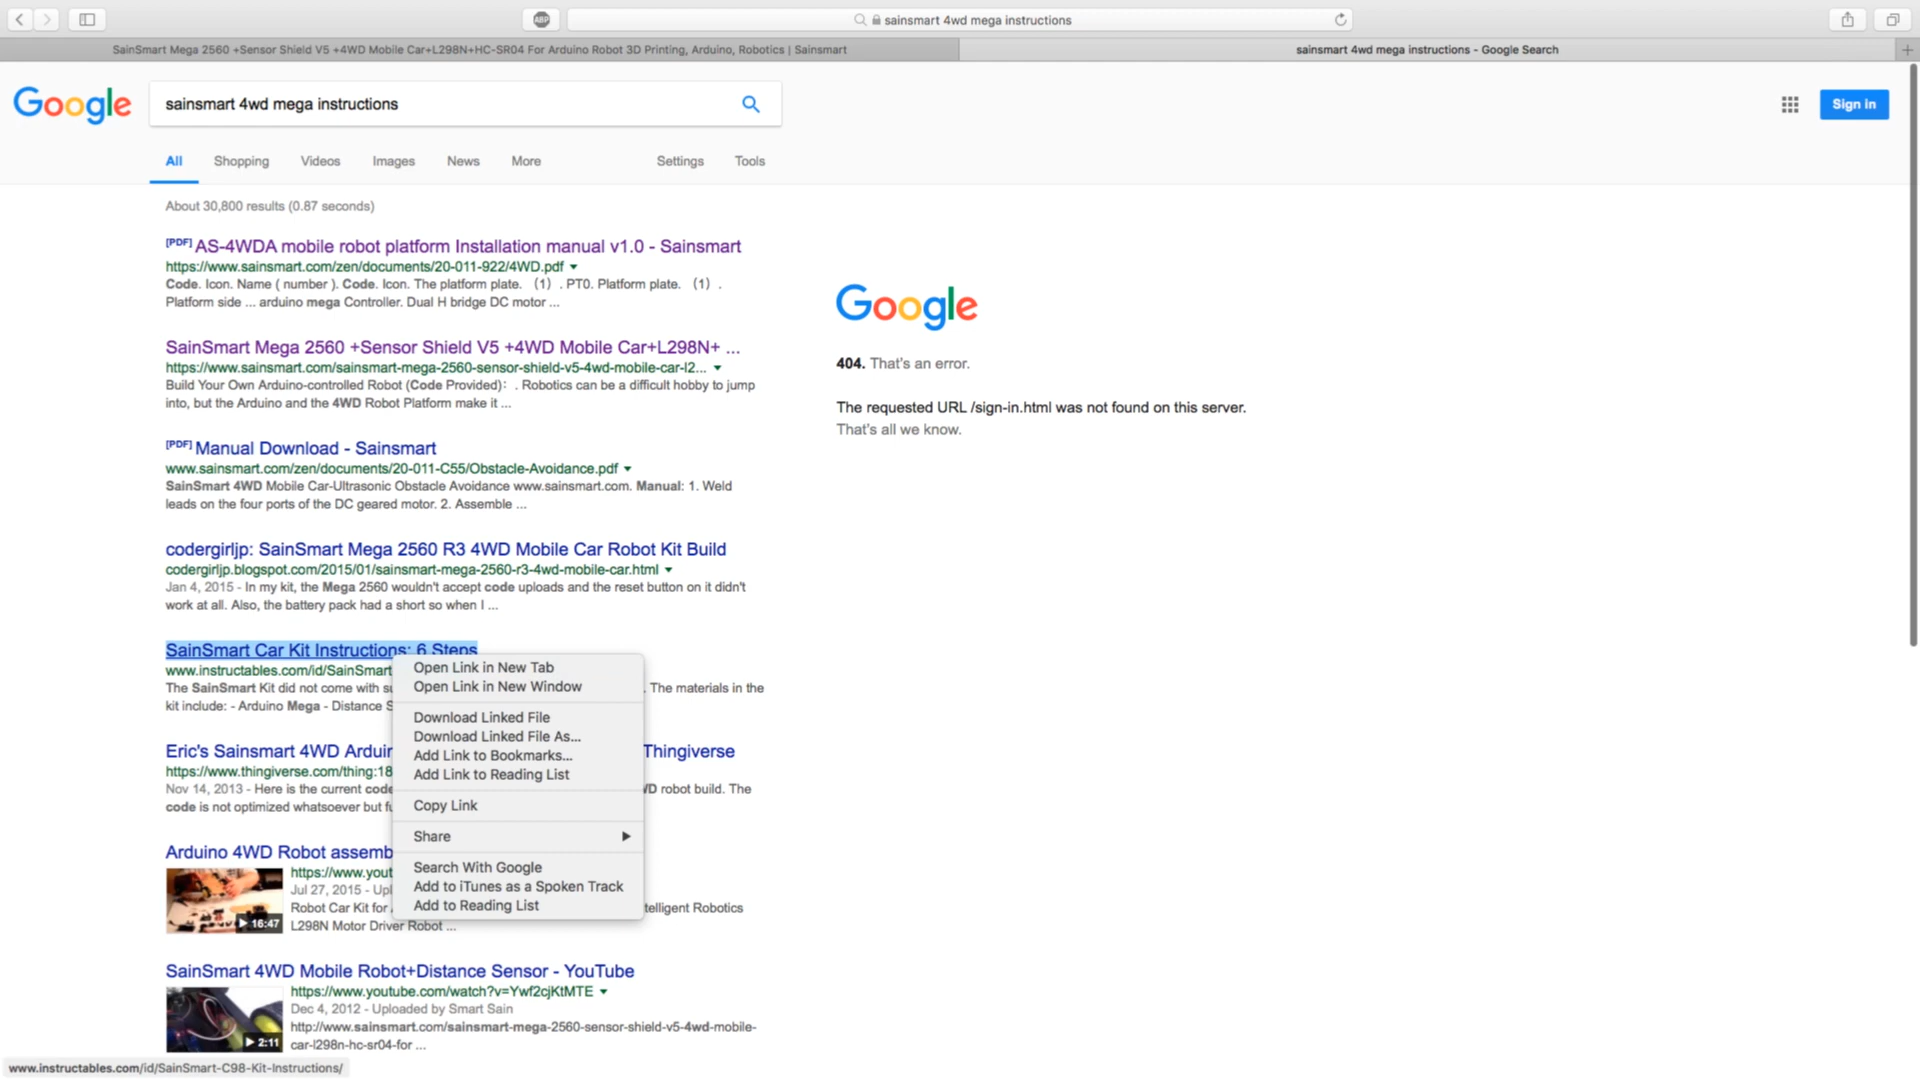 ABP
sainsmart 4wd mega instructions
SainSmart Mega 2560 +Sensor Shield V5 +4WD Mobile Car+L298N+HC-SR04 For Arduino Robot 3D Printing, Arduino, Robotics | Sainsmart
sainsmart 4wd mega instructions - Google Search
Google
sainsmart 4wd mega instructions
Sign in
All Shopping Videos Images News More Settings Tools
About 30,800 results (0.87 seconds)
[PDF] AS-4WDA mobile robot platform Installation manual v1.0 - Sainsmart
https://www.sainsmart.com/zen/documents/20-011-922/4WD.pdf
Code. Icon. Name ( number ). Code. Icon. The platform plate. （1）. PT0. Platform plate. （1）.
Platform side ... arduino mega Controller. Dual H bridge DC motor ...
SainSmart Mega 2560 +Sensor Shield V5 +4WD Mobile Car+L298N+ ...
https://www.sainsmart.com/sainsmart-mega-2560-sensor-shield-v5-4wd-mobile-car-l2...
Build Your Own Arduino-controlled Robot (Code Provided)：. Robotics can be a difficult hobby to jump
into, but the Arduino and the 4WD Robot Platform make it ...
[PDF] Manual Download - Sainsmart
www.sainsmart.com/zen/documents/20-011-C55/Obstacle-Avoidance.pdf
SainSmart 4WD Mobile Car-Ultrasonic Obstacle Avoidance www.sainsmart.com. Manual: 1. Weld
leads on the four ports of the DC geared motor. 2. Assemble ...
codergirljp: SainSmart Mega 2560 R3 4WD Mobile Car Robot Kit Build
codergirljp.blogspot.com/2015/01/sainsmart-mega-2560-r3-4wd-mobile-car.html
Jan 4, 2015 - In my kit, the Mega 2560 wouldn't accept code uploads and the reset button on it didn't
work at all. Also, the battery pack had a short so when I ...
SainSmart Car Kit Instructions: 6 Steps
www.instructables.com/id/SainSmart
The SainSmart Kit did not come with . The materials in the
kit include: - Arduino Mega - Distance
Eric's Sainsmart 4WD Thingiverse
https://www.thingiverse.com/thing:18
Nov 14, 2013 - Here is the current robot build. The
code is not optimized whatsoever but
Arduino 4WD Robot
https://www.yout
Jul 27, 2015 -
Robot Car Kit for Robotics
L298N Motor Driver Robot ...
16:47
SainSmart 4WD Mobile Robot+Distance Sensor - YouTube
https://www.youtube.com/watch?v=Ywf2cjKtMTE
Dec 4, 2012 - Uploaded by Smart Sain
http://www.sainsmart.com/sainsmart-mega-2560-sensor-shield-v5-4wd-mobile-
car-l298n-hc-sr04-for ...
2:11
Open Link in New Tab
Open Link in New Window
Download Linked File
Download Linked File As...
Add Link to Bookmarks...
Add Link to Reading List
Copy Link
Share
Search With Google
Add to iTunes as a Spoken Track
Add to Reading List
Google
404. That's an error.
The requested URL /sign-in.html was not found on this server.
That's all we know.
www.instructables.com/id/SainSmart-C98-Kit-Instructions/